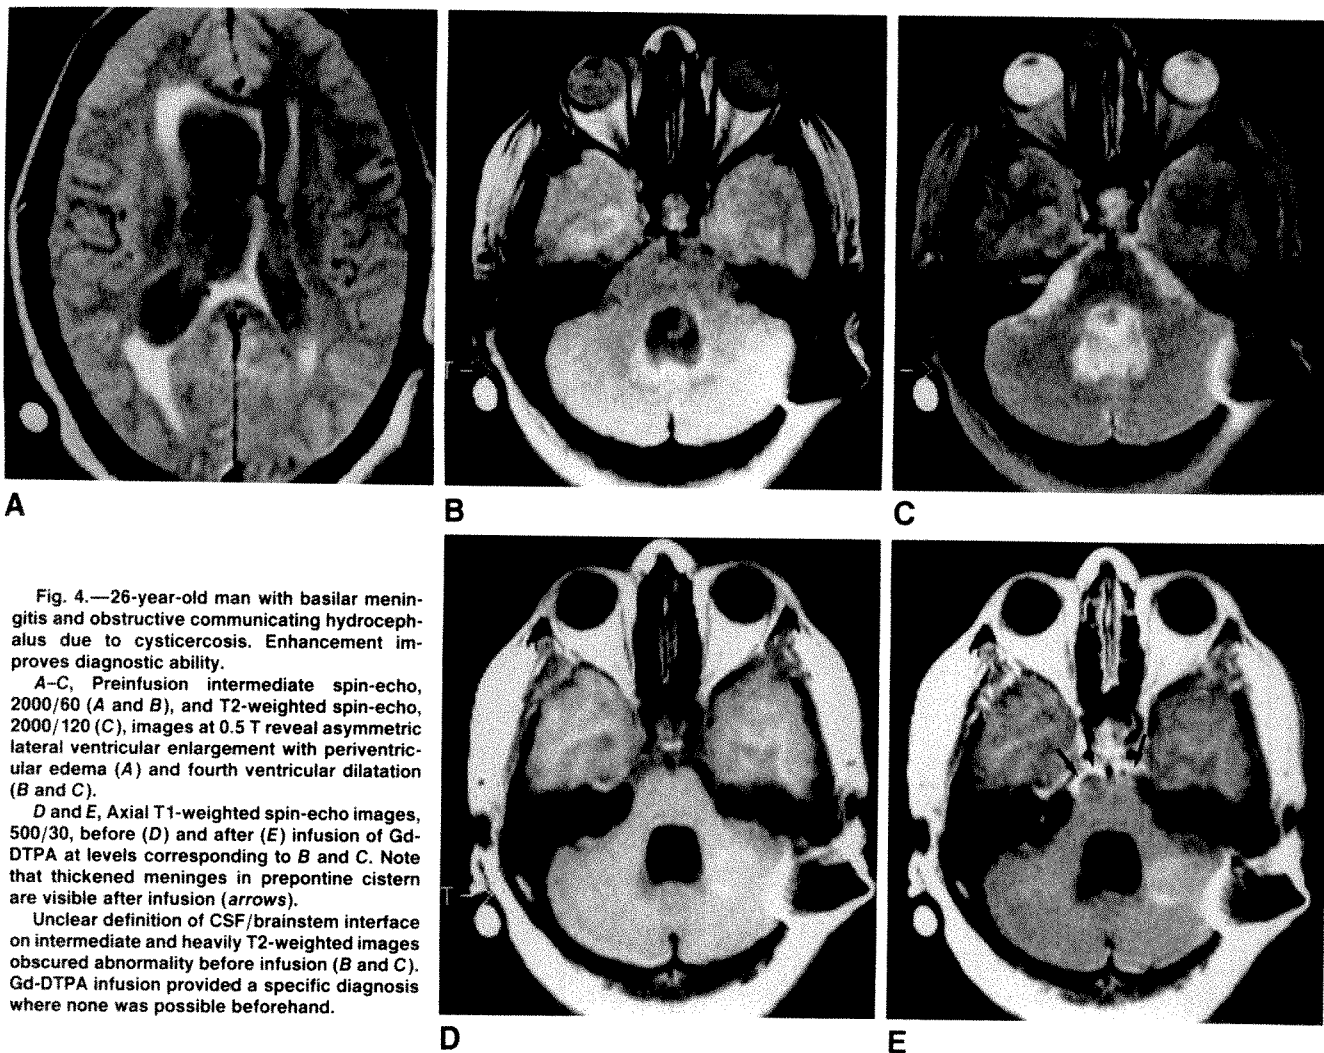 A
B
C
Fig. 4.—26-year-old man with basilar menin-
gitis and obstructive communicating hydroceph-
alus due to cysticercosis. Enhancement im-
proves diagnostic ability.
A–C, Preinfusion intermediate spin-echo,
2000/60 (A and B), and T2-weighted spin-echo,
2000/120 (C), images at 0.5 T reveal asymmetric
lateral ventricular enlargement with periventric-
ular edema (A) and fourth ventricular dilatation
(B and C).
D and E, Axial T1-weighted spin-echo images,
500/30, before (D) and after (E) infusion of Gd-
DTPA at levels corresponding to B and C. Note
that thickened meninges in prepontine cistern
are visible after infusion (arrows).
Unclear definition of CSF/brainstem interface
on intermediate and heavily T2-weighted images
obscured abnormality before infusion (B and C).
Gd-DTPA infusion provided a specific diagnosis
where none was possible beforehand.
D
E